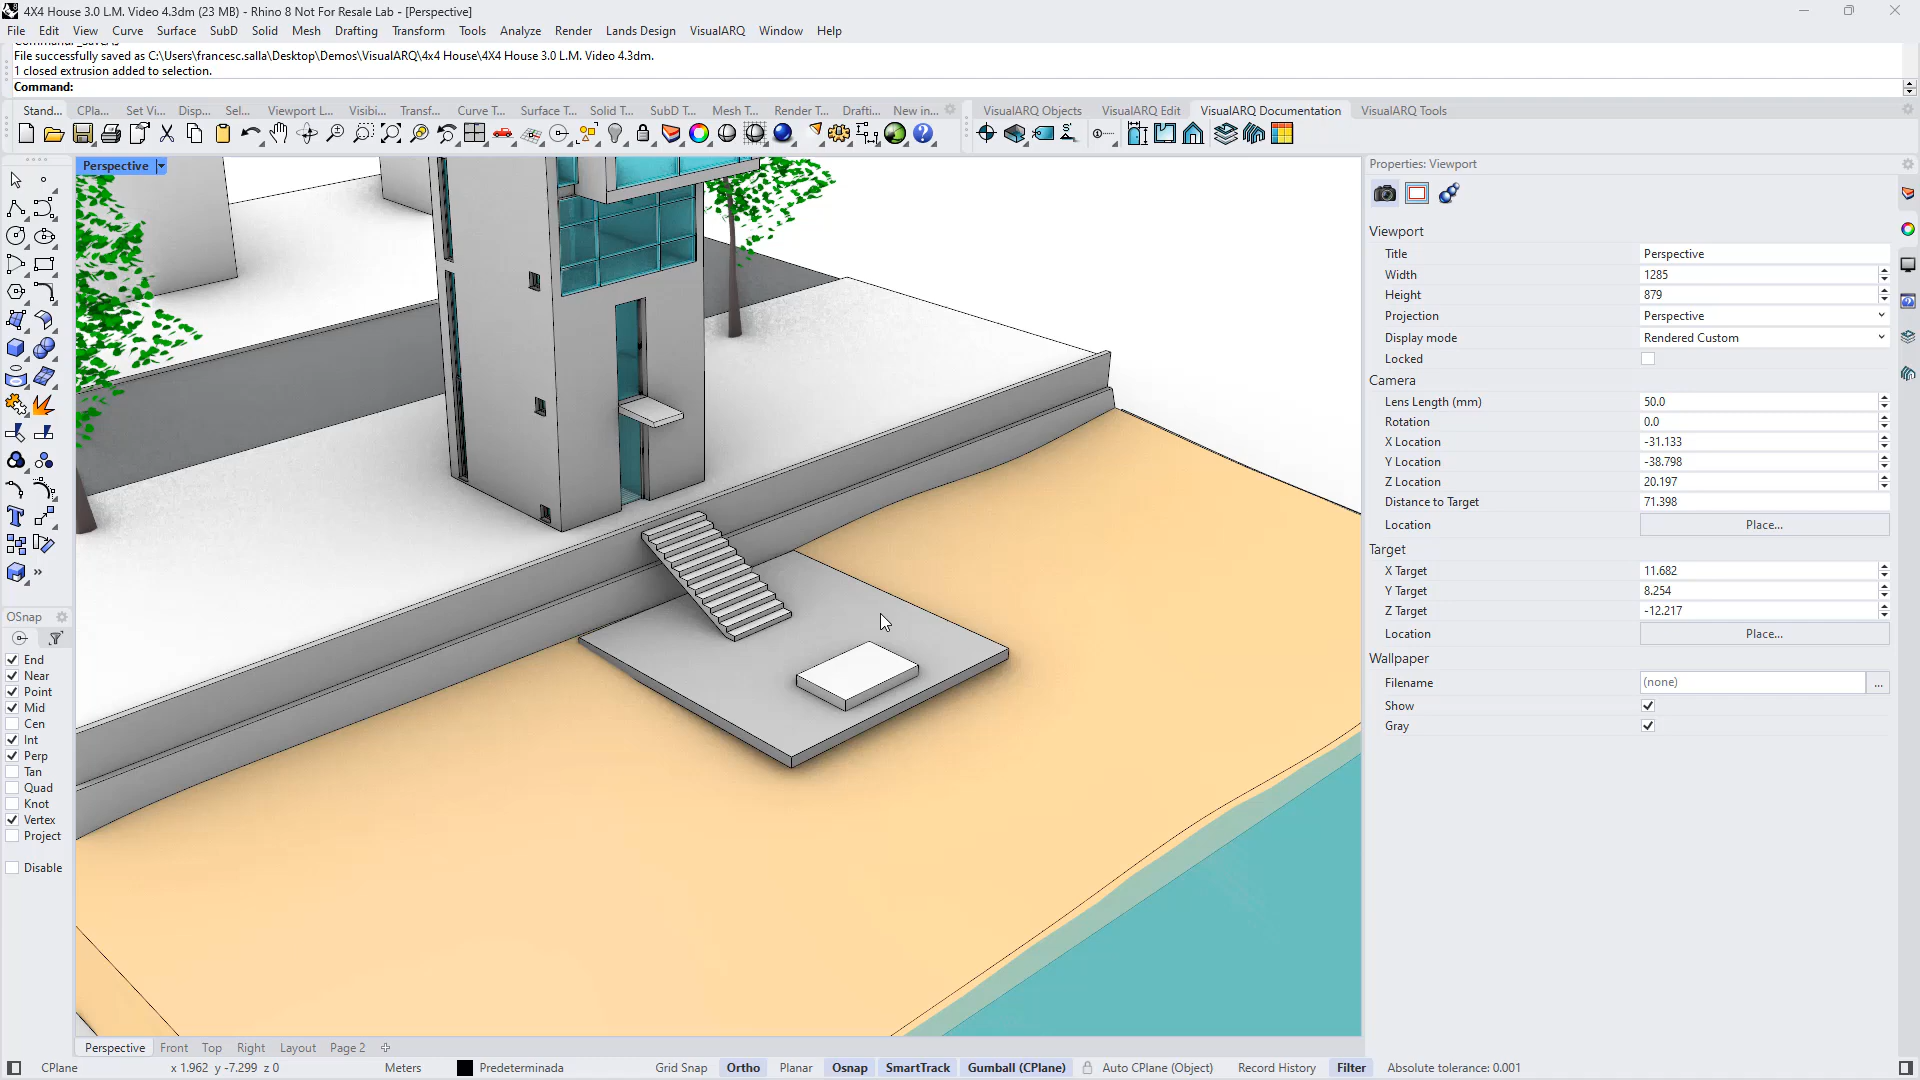 4X4 House 3.0 L.M. Video 4.3dm (23 MB) - Rhino 8 Not For Resale Lab - [Perspective]
File Edit View Curve Surface SubD Solid Mesh Drafting Transform Tools Analyze Render Lands Design VisualARQ Window Help
File successfully saved as C:\Users\francesc.salla\Desktop\Demos\VisualARQ\4x4 House\4X4 House 3.0 L.M. Video 4.3dm.
1 closed extrusion added to selection.
Command:
Stand... CPla... Set Vi... Disp... Sel... Viewport L... Visibi... Transf... Curve T... Surface T... Solid T... SubD T... Mesh T... Render T... Drafti... New in... VisualARQ Objects VisualARQ Edit VisualARQ Documentation VisualARQ Tools
Perspective
Properties: Viewport
Viewport
Title Perspective
Width 1285
Height 879
Projection Perspective
Display mode Rendered Custom
Locked
Camera
Lens Length (mm) 50.0
Rotation 0.0
X Location -31.133
Y Location -38.798
Z Location 20.197
Distance to Target 71.398
Location Place...
Target
X Target 11.682
Y Target 8.254
Z Target -12.217
Location Place...
Wallpaper
Filename (none) ...
Show
Gray
OSnap
End
Near
Point
Mid
Cen
Int
Perp
Tan
Quad
Knot
Vertex
Project
Disable
Perspective Front Top Right Layout Page 2
CPlane x 1.962 y -7.299 z 0 Meters Predeterminada Grid Snap Ortho Planar Osnap SmartTrack Gumball (CPlane) Auto CPlane (Object) Record History Filter Absolute tolerance: 0.001